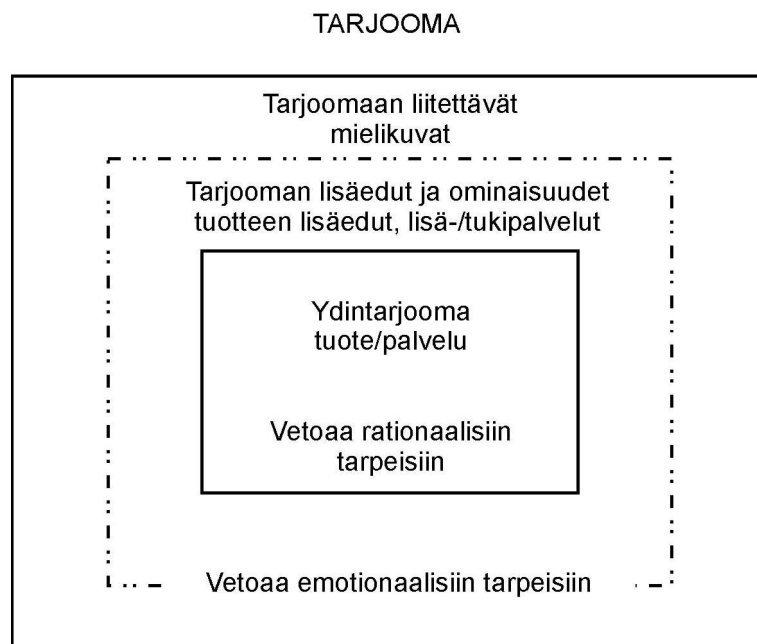 TARJOOMA
Tarjoomaan liitettävät
mielikuvat
Tarjooman lisäedut ja ominaisuudet
tuotteen lisäedut, lisä-/tukipalvelut
Ydintarjooma
tuote/palvelu
Vetoaa rationaalisiin
tarpeisiin
Vetoaa emotionaalisiin tarpeisiin